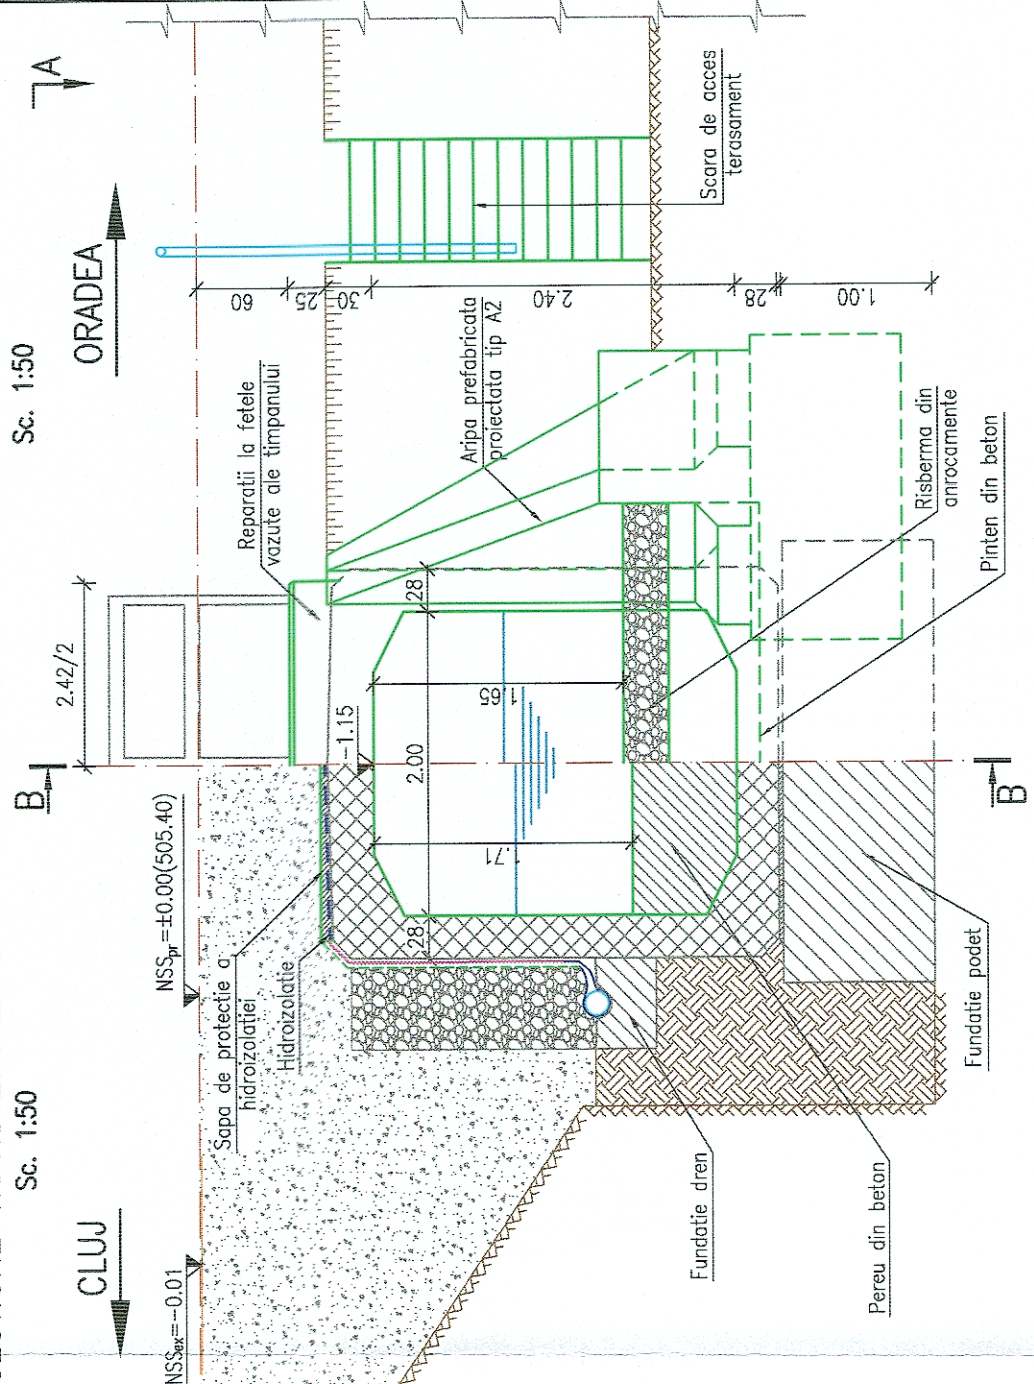 Sc. 1:50
Sc. 1:50
CLUJ
ORADEA
A
B
B
NSSex=-0.01
NSSpr=±0.00(505.40)
2.42/2
Sapa de protectie a
hidroizolatiei
Hidroizolatie
Reparatii la fetele
vazute ale timpanului
Aripa prefabricata
proiectata tip A2
Scara de acces
terasament
60
25
30
2.40
28
1.00
-1.15
28
2.00
28
1.65
1.71
Risberma din
anrocamente
Pinten din beton
Fundatie podet
Fundatie dren
Pereu din beton